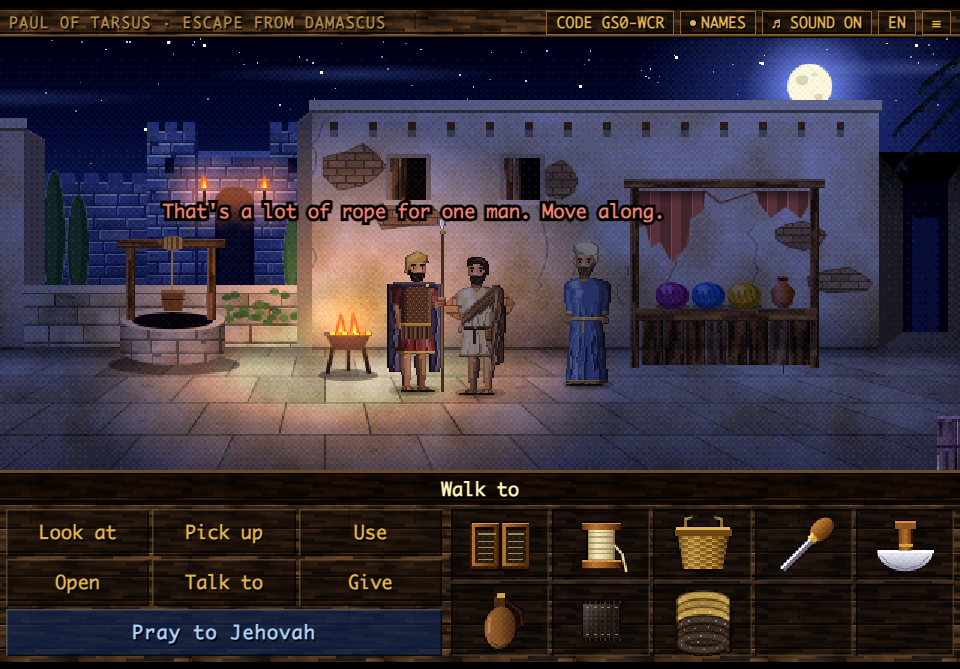 PAUL OF TARSUS · ESCAPE FROM DAMASCUS
CODE GS0-WCR
• NAMES
♬ SOUND ON
EN
≡
That's a lot of rope for one man. Move along.
Walk to
Look at
Pick up
Use
Open
Talk to
Give
Pray to Jehovah